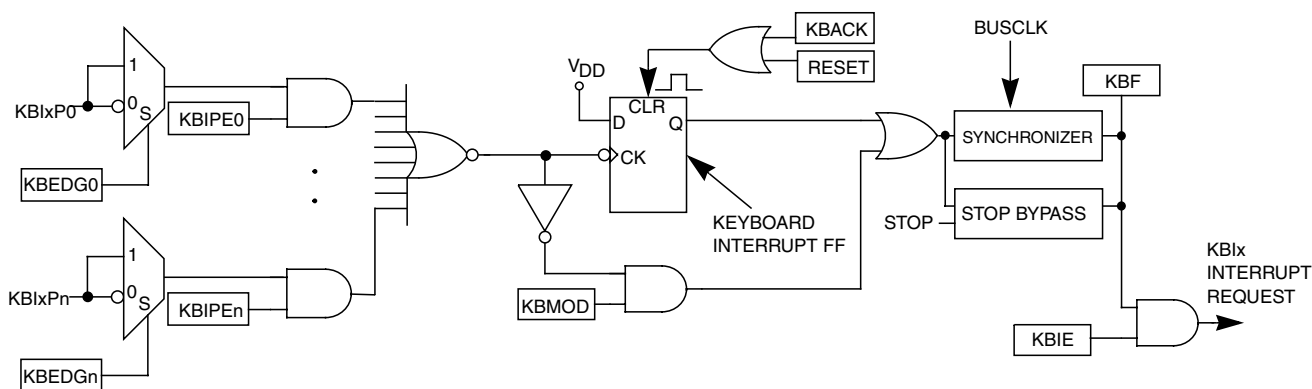 KBACK
RESET
BUSCLK
VDD
KBF
1
KBIxP0
0
S
KBIPE0
CLR
D
Q
CK
SYNCHRONIZER
KBEDG0
STOP BYPASS
STOP
KEYBOARD
INTERRUPT FF
1
KBIxPn
0
S
KBIPEn
KBMOD
KBIx
INTERRUPT
REQUEST
KBIE
KBEDGn